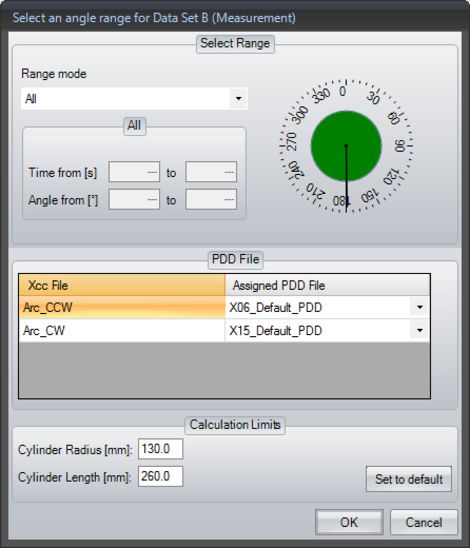 Select an angle range for Data Set B (Measurement)
Select Range
Range mode
All
All
Time from [s] --- to ---
Angle from [°] --- to ---
0
30
60
90
120
150
180
210
240
270
300
330
PDD File
Xcc File Assigned PDD File
Arc_CCW X06_Default_PDD
Arc_CW X15_Default_PDD
Calculation Limits
Cylinder Radius [mm]: 130.0
Cylinder Length [mm]: 260.0
Set to default
OK Cancel